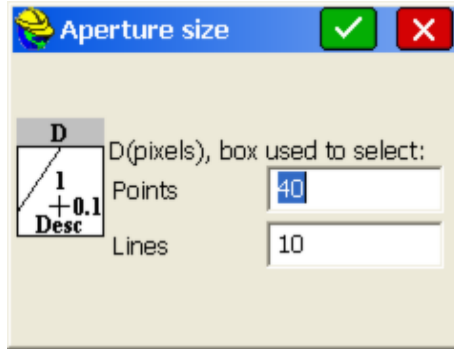 Aperture size
D
D(pixels), box used to select:
1
+0.1
Desc
Points 40
Lines 10